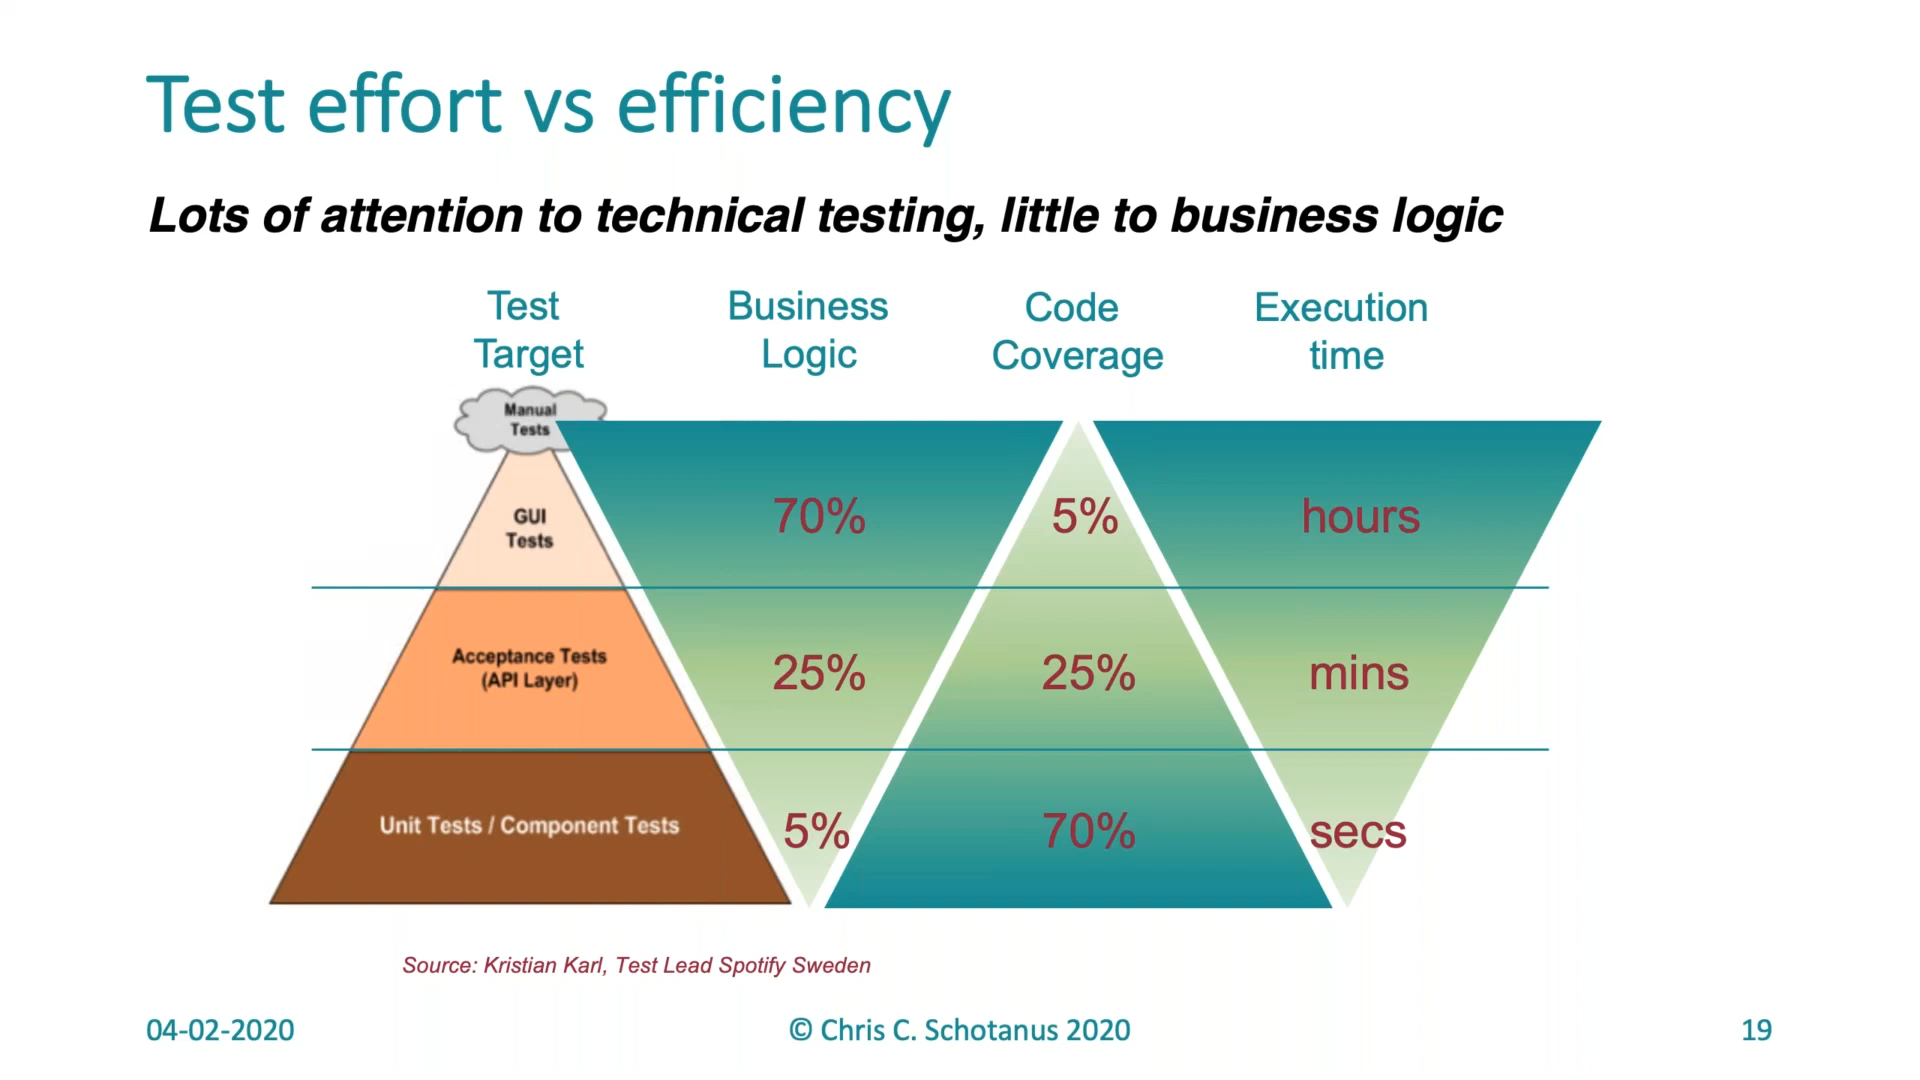 Test effort vs efficiency
Lots of attention to technical testing, little to business logic
Test
Target
Business
Logic
Code
Coverage
Execution
time
Manual
Tests
GUI
Tests
70%
5%
hours
Acceptance Tests
(API Layer)
25%
25%
mins
Unit Tests / Component Tests
5%
70%
secs
Source: Kristian Karl, Test Lead Spotify Sweden
04-02-2020
© Chris C. Schotanus 2020
19